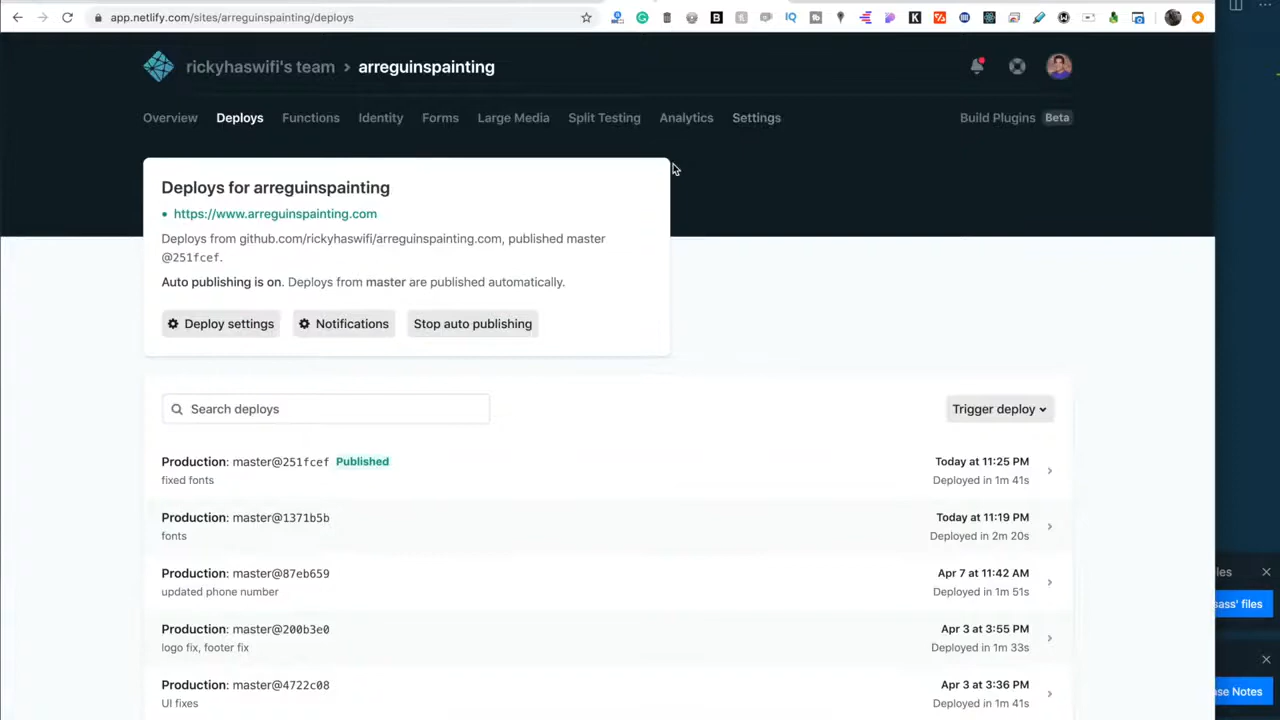 app.netlify.com/sites/arreguinspainting/deploys
rickyhaswifi's team > arreguinspainting
Overview Deploys Functions Identity Forms Large Media Split Testing Analytics Settings Build Plugins Beta
Deploys for arreguinspainting
https://www.arreguinspainting.com
Deploys from github.com/rickyhaswifi/arreguinspainting.com, published master
@251fcef.
Auto publishing is on. Deploys from master are published automatically.
Deploy settings Notifications Stop auto publishing
Search deploys Trigger deploy
Production: master@251fcef Published Today at 11:25 PM
fixed fonts Deployed in 1m 41s
Production: master@1371b5b Today at 11:19 PM
fonts Deployed in 2m 20s
Production: master@87eb659 Apr 7 at 11:42 AM
updated phone number Deployed in 1m 51s
les
sass' files
Production: master@200b3e0 Apr 3 at 3:55 PM
logo fix, footer fix Deployed in 1m 33s
Production: master@4722c08 Apr 3 at 3:36 PM
ase Notes
UI fixes Deployed in 1m 41s